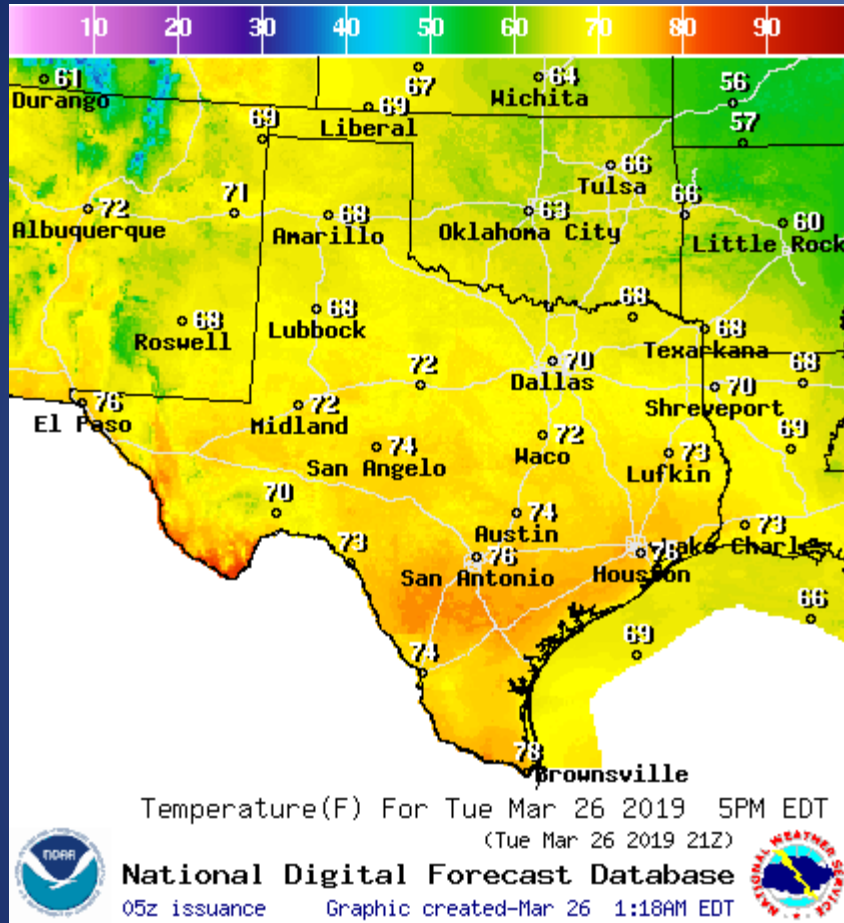 10 20 30 40 50 60 70 80 90
61
Durango
67
64
Wichita
56
69
Liberal
69
57
66
Tulsa
72
Albuquerque
71
68
Amarillo
63
Oklahoma City
66
60
Little Rock
68
Roswell
68
Lubbock
68
68
Texarkana
72
70
Dallas
70
Shreveport
68
76
El Paso
72
Midland
74
San Angelo
72
Waco
73
Lufkin
69
70
74
Austin
73
Lake Charles
73
76
San Antonio
76
Houston
66
69
74
78
Brownsville
Temperature(F) For Tue Mar 26 2019 5PM EDT
(Tue Mar 26 2019 21Z)
National Digital Forecast Database
05z issuance Graphic created-Mar 26 1:18AM EDT
NOAA
NATIONAL WEATHER SERVICE